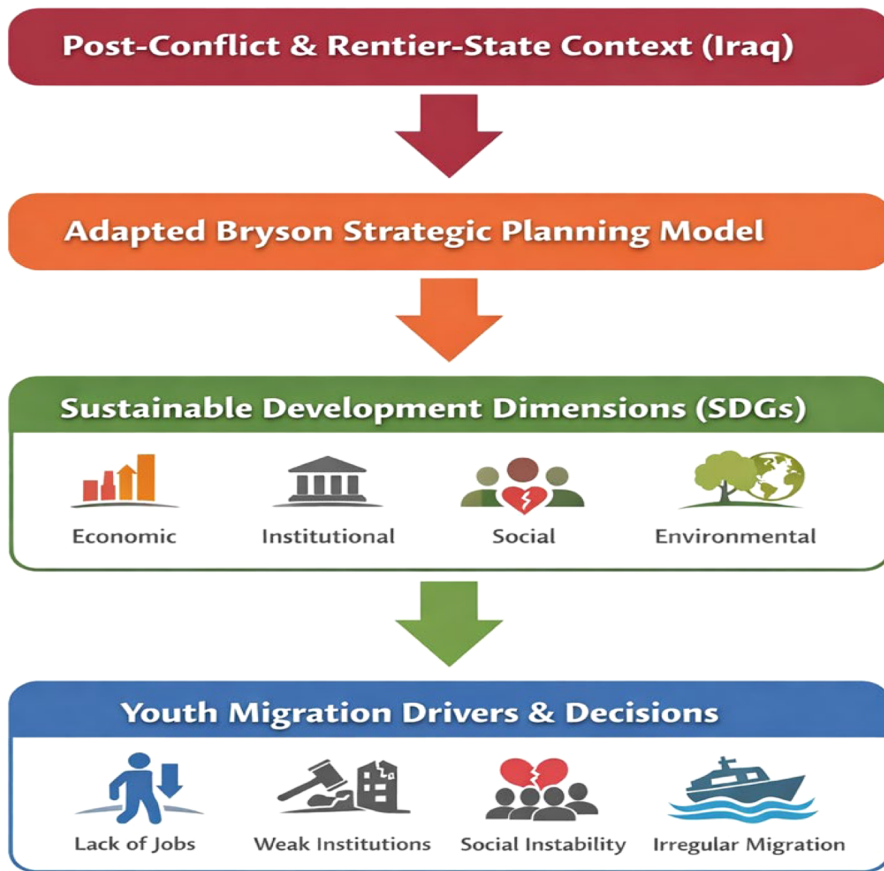 Post-Conflict & Rentier-State Context (Iraq)
Adapted Bryson Strategic Planning Model
Sustainable Development Dimensions (SDGs)
Economic
Institutional
Social
Environmental
Youth Migration Drivers & Decisions
Lack of Jobs
Weak Institutions
Social Instability
Irregular Migration